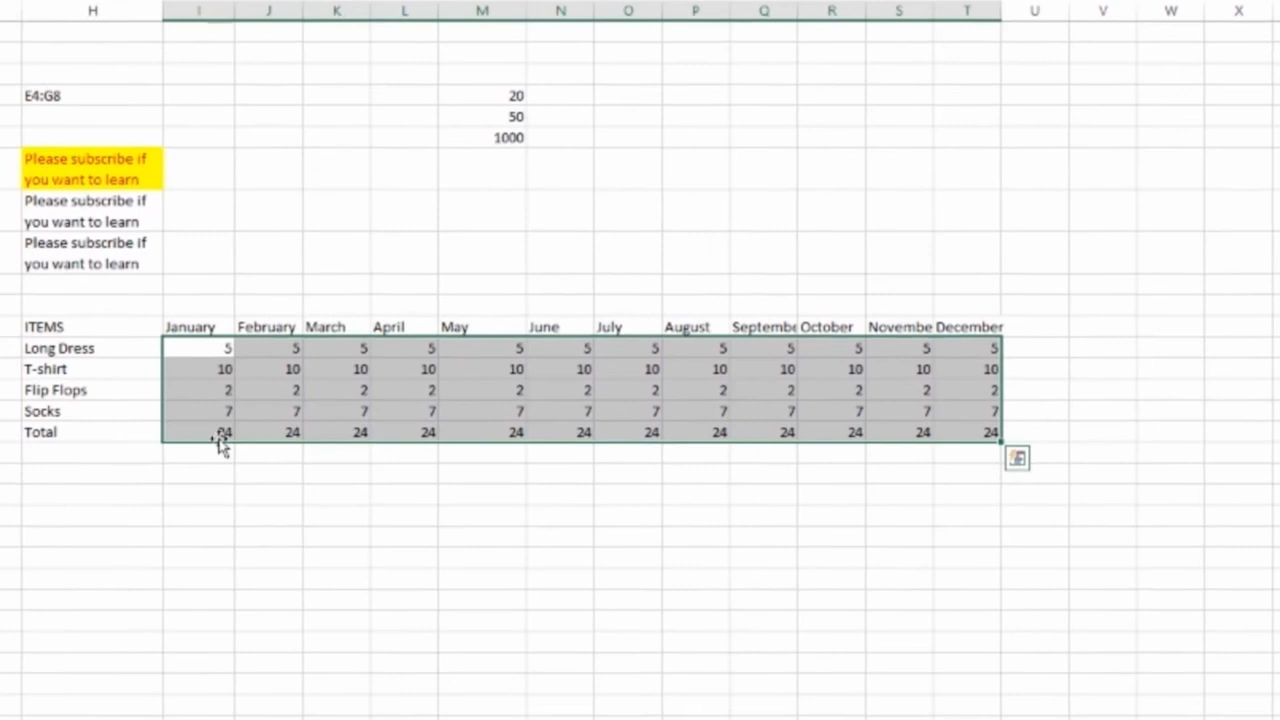 H I J K L M N O P Q R S T U V W X
E4:G8 20
50
1000
Please subscribe if
you want to learn
Please subscribe if
you want to learn
Please subscribe if
you want to learn
ITEMS January February March April May June July August Septembe October Novembe December
Long Dress 5 5 5 5 5 5 5 5 5 5 5 5
T-shirt 10 10 10 10 10 10 10 10 10 10 10 10
Flip Flops 2 2 2 2 2 2 2 2 2 2 2 2
Socks 7 7 7 7 7 7 7 7 7 7 7 7
Total 24 24 24 24 24 24 24 24 24 24 24 24